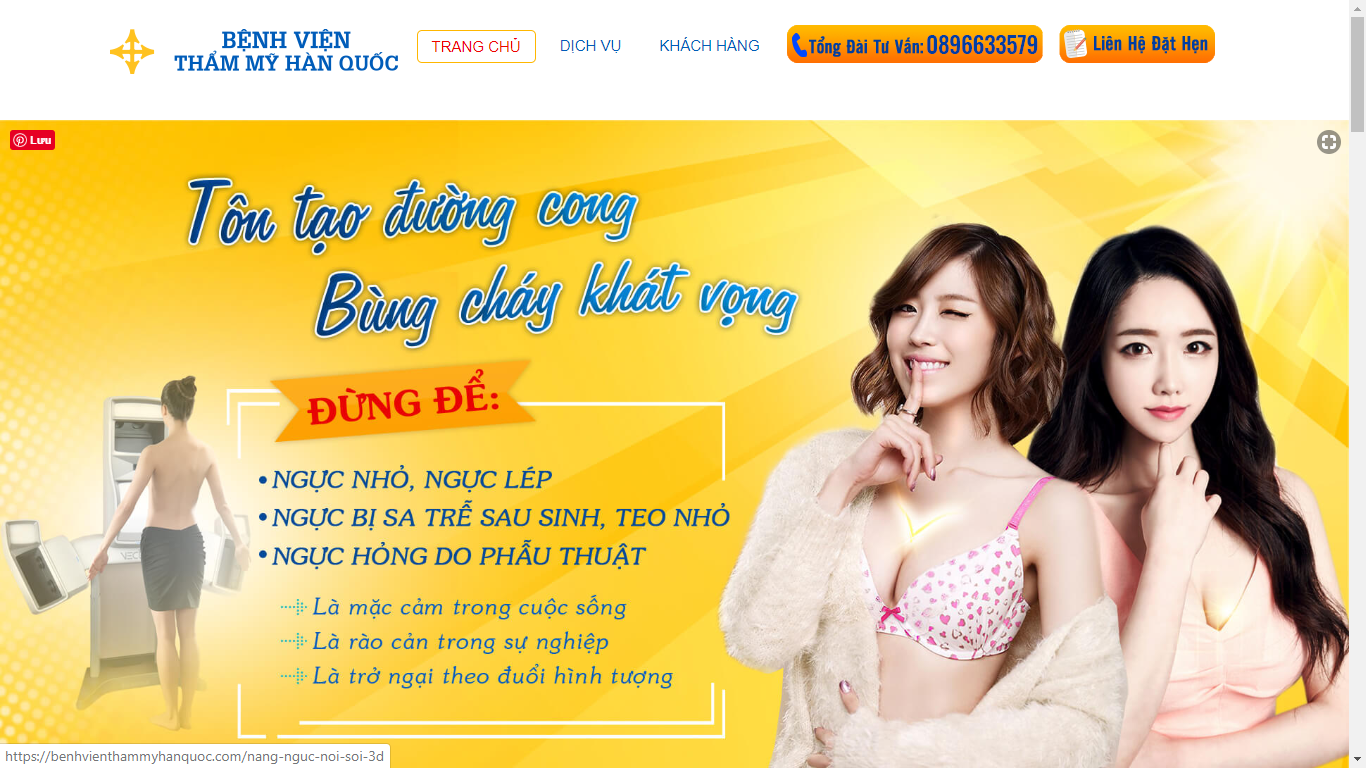 BỆNH VIỆN
THẨM MỸ HÀN QUỐC
TRANG CHỦ
DỊCH VỤ
KHÁCH HÀNG
Tổng Đài Tư Vấn: 0896633579
Liên Hệ Đặt Hẹn
Lưu
Tôn tạo đường cong
Bùng cháy khát vọng
ĐỪNG ĐỂ:
• NGỰC NHỎ, NGỰC LÉP
• NGỰC BỊ SA TRỄ SAU SINH, TEO NHỎ
• NGỰC HỎNG DO PHẪU THUẬT
Là mặc cảm trong cuộc sống
Là rào cản trong sự nghiệp
Là trở ngại theo đuổi hình tượng
https://benhvienthammyhanquoc.com/nang-nguc-noi-soi-3d